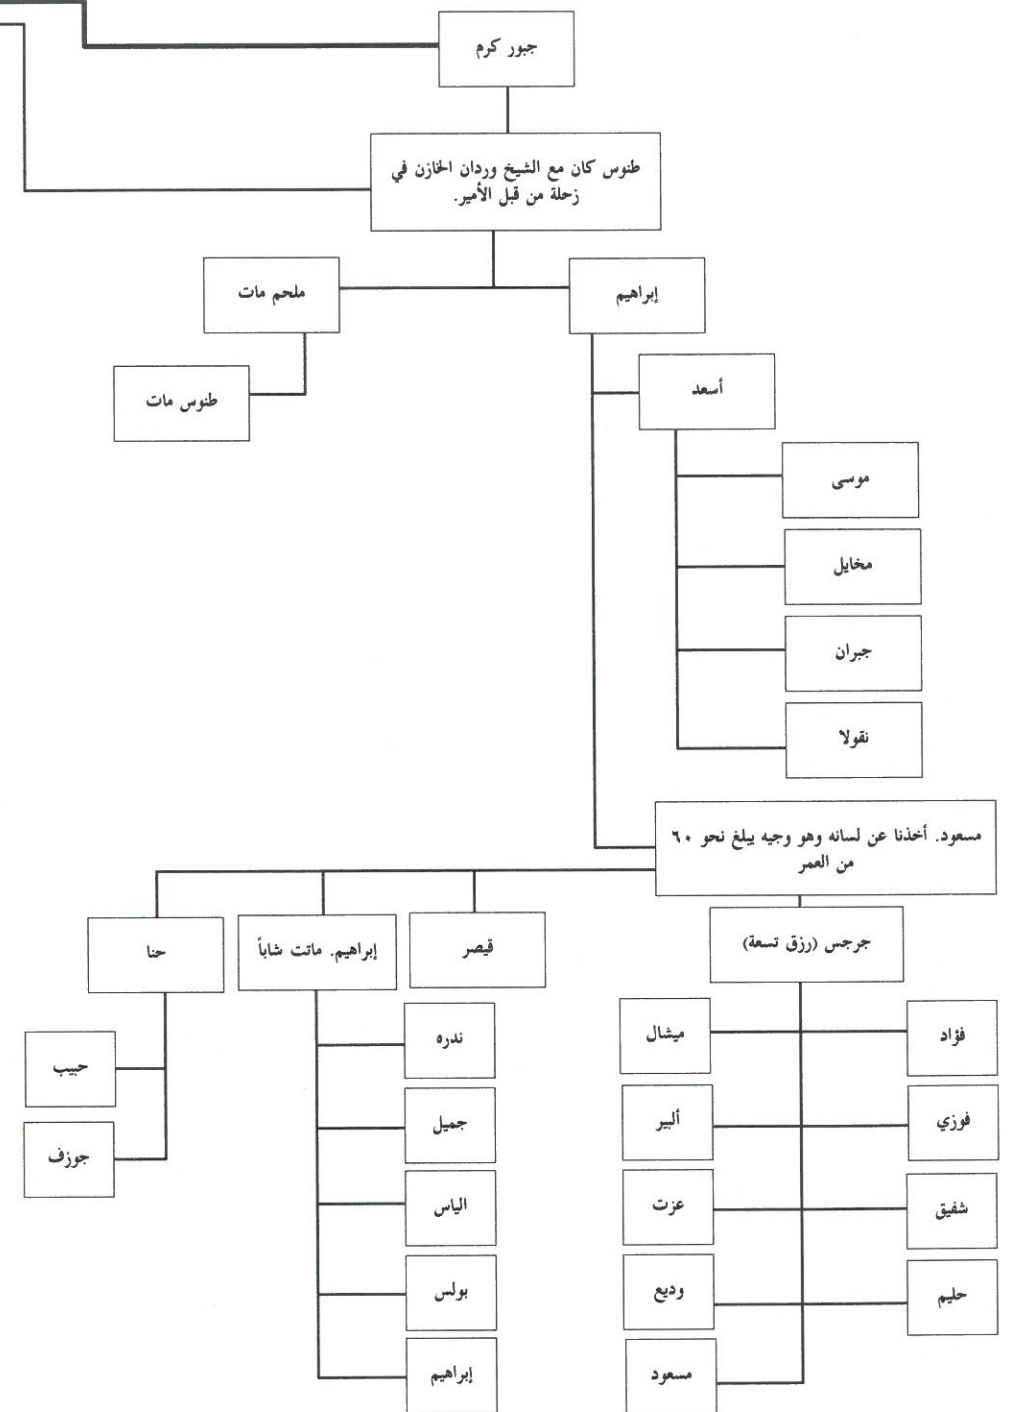 جبور كرم
طنوس كان مع الشيخ وردان الخازن في
زحلة من قبل الأمير.
إبراهيم
ملحم مات
طنوس مات
أسعد
موسى
مخايل
جبران
نقولا
مسعود. أخذنا عن لسانه وهو وجيه يبلغ نحو ٦٠
من العمر
جرجس (رزق تسعة)
قيصر
إبراهيم. ماتت شاباً
حنا
فؤاد
ميشال
فوزي
ألبير
شفيق
عزت
حليم
وديع
مسعود
ندره
جميل
الياس
بولس
إبراهيم
حبيب
جوزف